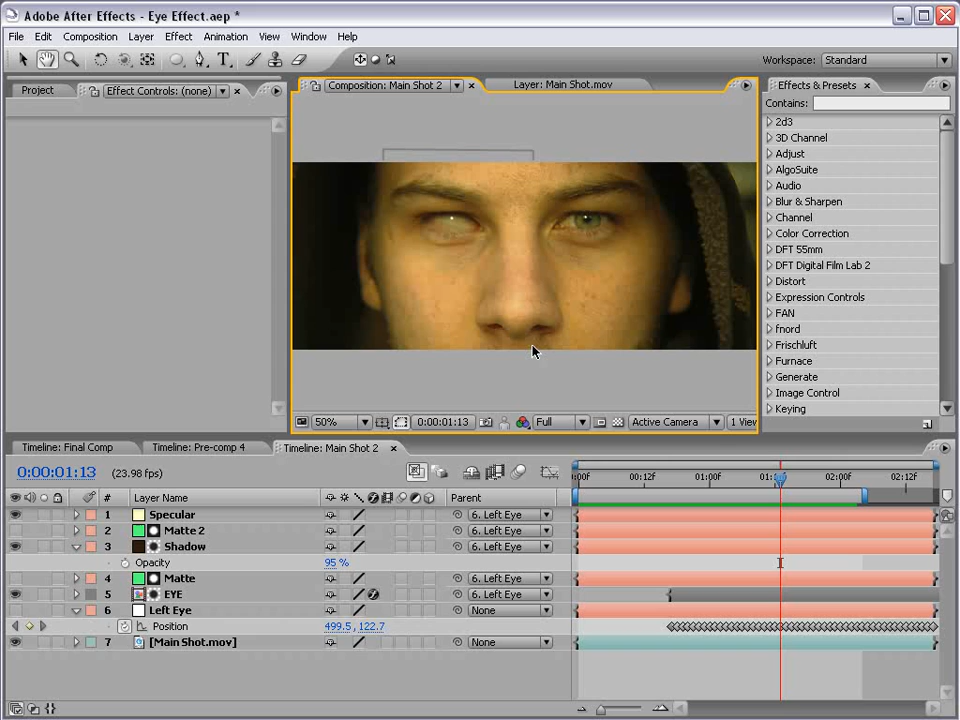 Adobe After Effects - Eye Effect.aep *
File Edit Composition Layer Effect Animation View Window Help
Workspace: Standard
Project Effect Controls: (none)
Composition: Main Shot 2 Layer: Main Shot.mov
Effects & Presets
Contains:
2d3
3D Channel
Adjust
AlgoSuite
Audio
Blur & Sharpen
Channel
Color Correction
DFT 55mm
DFT Digital Film Lab 2
Distort
Expression Controls
FAN
fnord
Frischluft
Furnace
Generate
Image Control
Keying
50% 0:00:01:13 Full Active Camera 1 View
Timeline: Final Comp Timeline: Pre-comp 4 Timeline: Main Shot 2
0:00:01:13 (23.98 fps)
:00F 00:12F 01:00F 02:00F 02:12F
# Layer Name Parent
1 Specular 6. Left Eye
2 Matte 2 6. Left Eye
3 Shadow 6. Left Eye
Opacity 95 %
4 Matte 6. Left Eye
5 EYE 6. Left Eye
6 Left Eye None
Position 499.5, 122.7
7 [Main Shot.mov] None